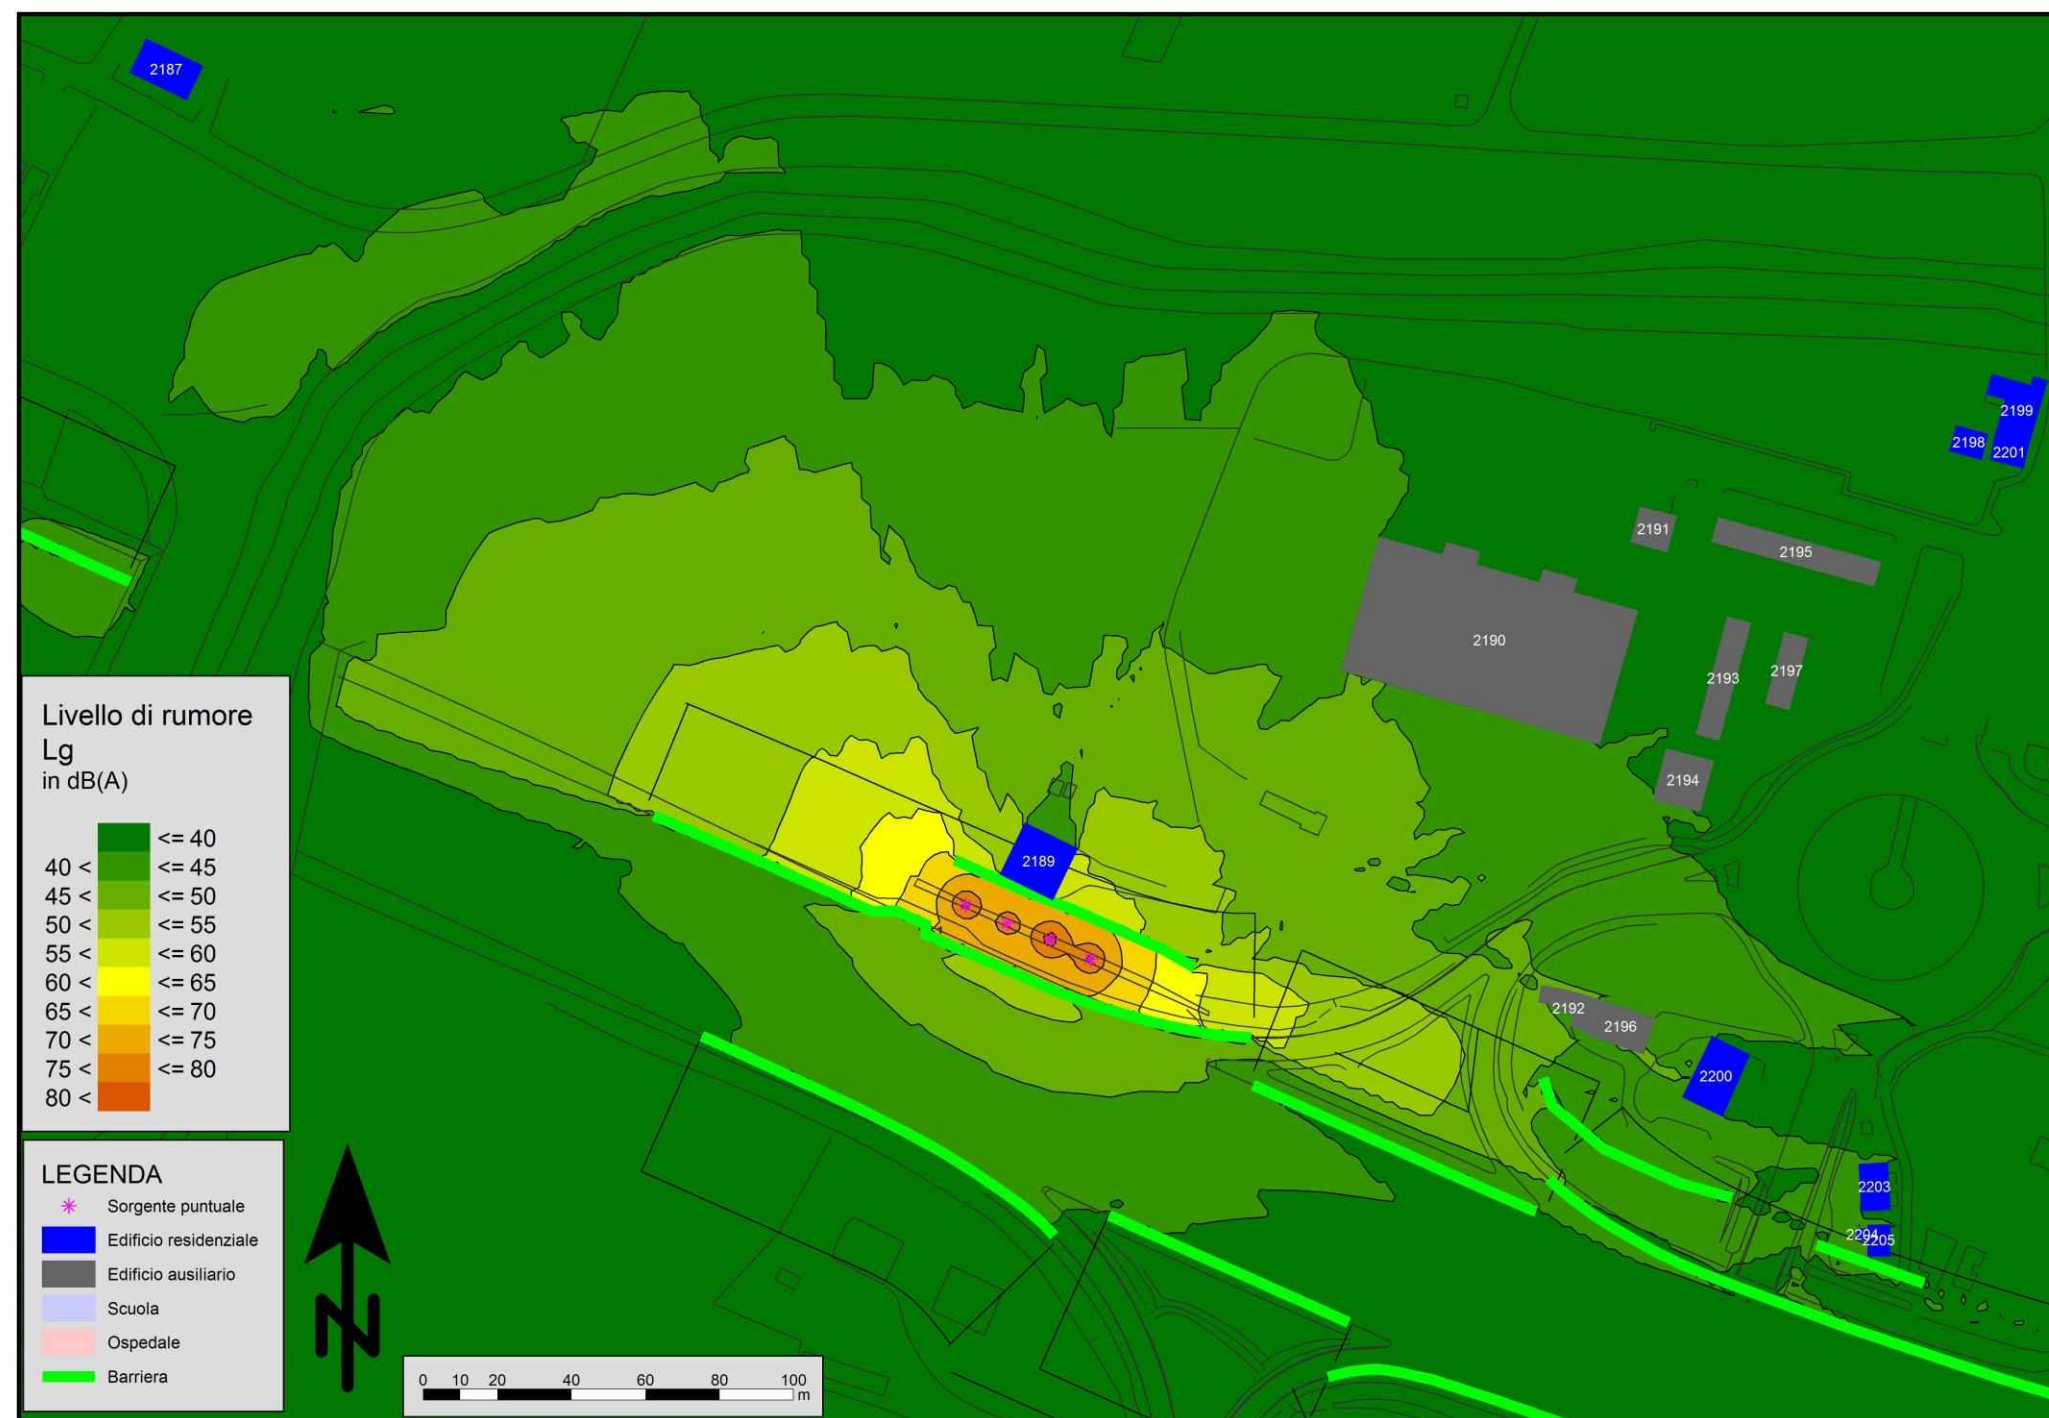 2187
2199
2198
2201
2191
2195
2190
2193
2197
2194
2189
2192
2196
2200
2203
2204
2205
Livello di rumore
Lg
in dB(A)
<= 40
40 < <= 45
45 < <= 50
50 < <= 55
55 < <= 60
60 < <= 65
65 < <= 70
70 < <= 75
75 < <= 80
80 <
LEGENDA
Sorgente puntuale
Edificio residenziale
Edificio ausiliario
Scuola
Ospedale
Barriera
N
0 10 20 40 60 80 100
m